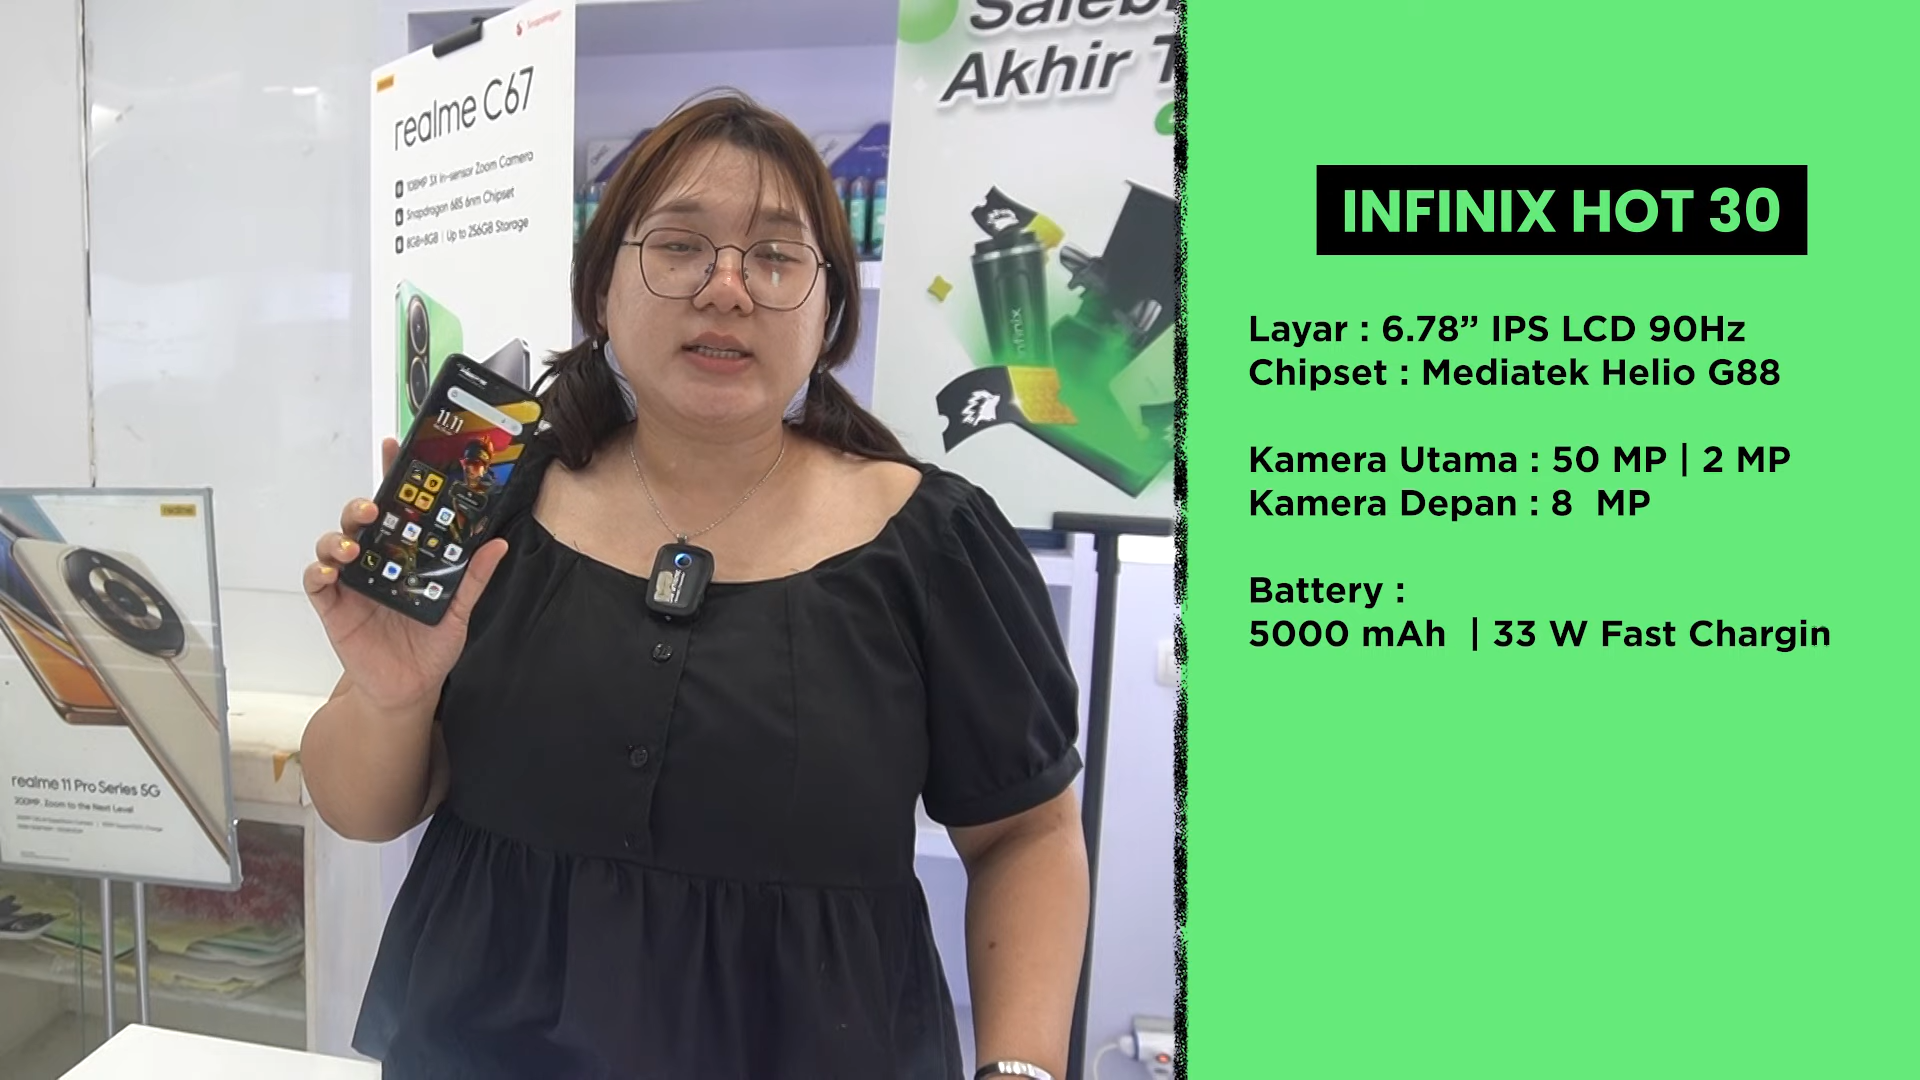 Snapdragon
realme C67
108MP 3X In-sensor Zoom Camera
Snapdragon 685 6nm Chipset
8GB+8GB | Up to 256GB Storage
Akhir T
Infinix
11.11
realme
realme 11 Pro Series 5G
200MP. Zoom to the Next Level
INFINIX HOT 30
Layar : 6.78” IPS LCD 90Hz
Chipset : Mediatek Helio G88
Kamera Utama : 50 MP | 2 MP
Kamera Depan : 8 MP
Battery :
5000 mAh | 33 W Fast Chargin